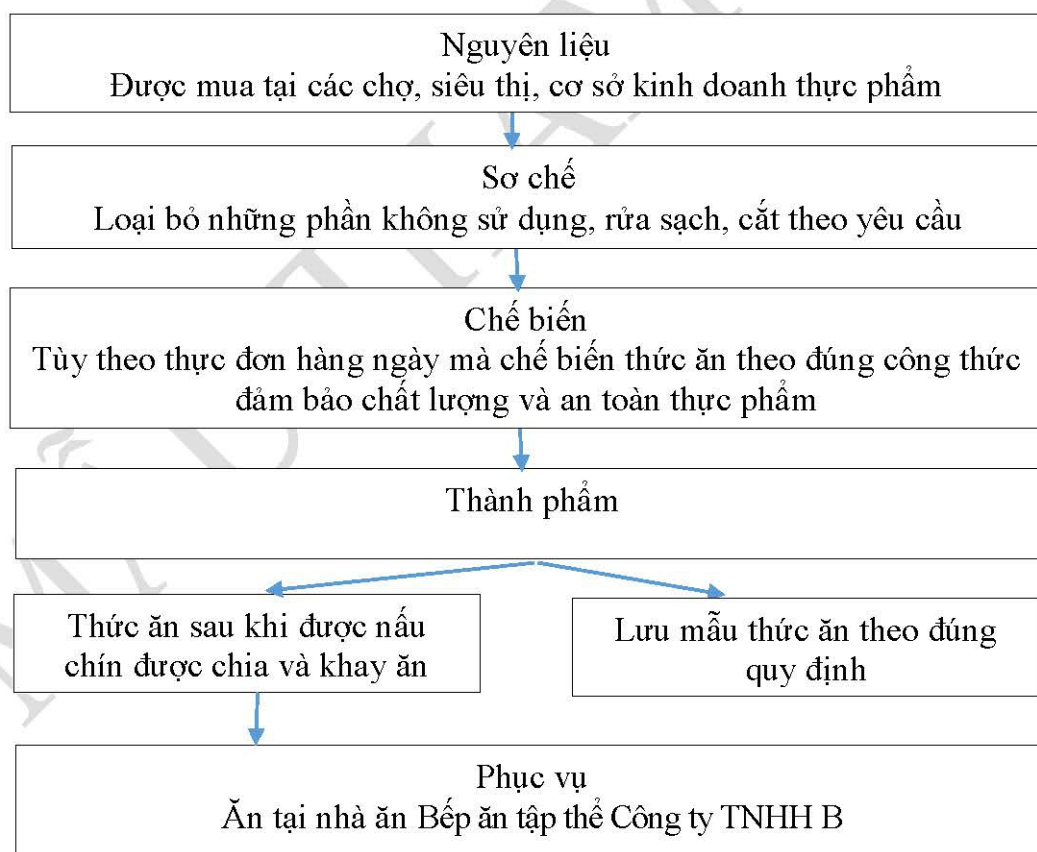 Nguyên liệu
Được mua tại các chợ, siêu thị, cơ sở kinh doanh thực phẩm
Sơ chế
Loại bỏ những phần không sử dụng, rửa sạch, cắt theo yêu cầu
Chế biến
Tùy theo thực đơn hàng ngày mà chế biến thức ăn theo đúng công thức
đảm bảo chất lượng và an toàn thực phẩm
Thành phẩm
Thức ăn sau khi được nấu
chín được chia và khay ăn
Lưu mẫu thức ăn theo đúng
quy định
Phục vụ
Ăn tại nhà ăn Bếp ăn tập thể Công ty TNHH B